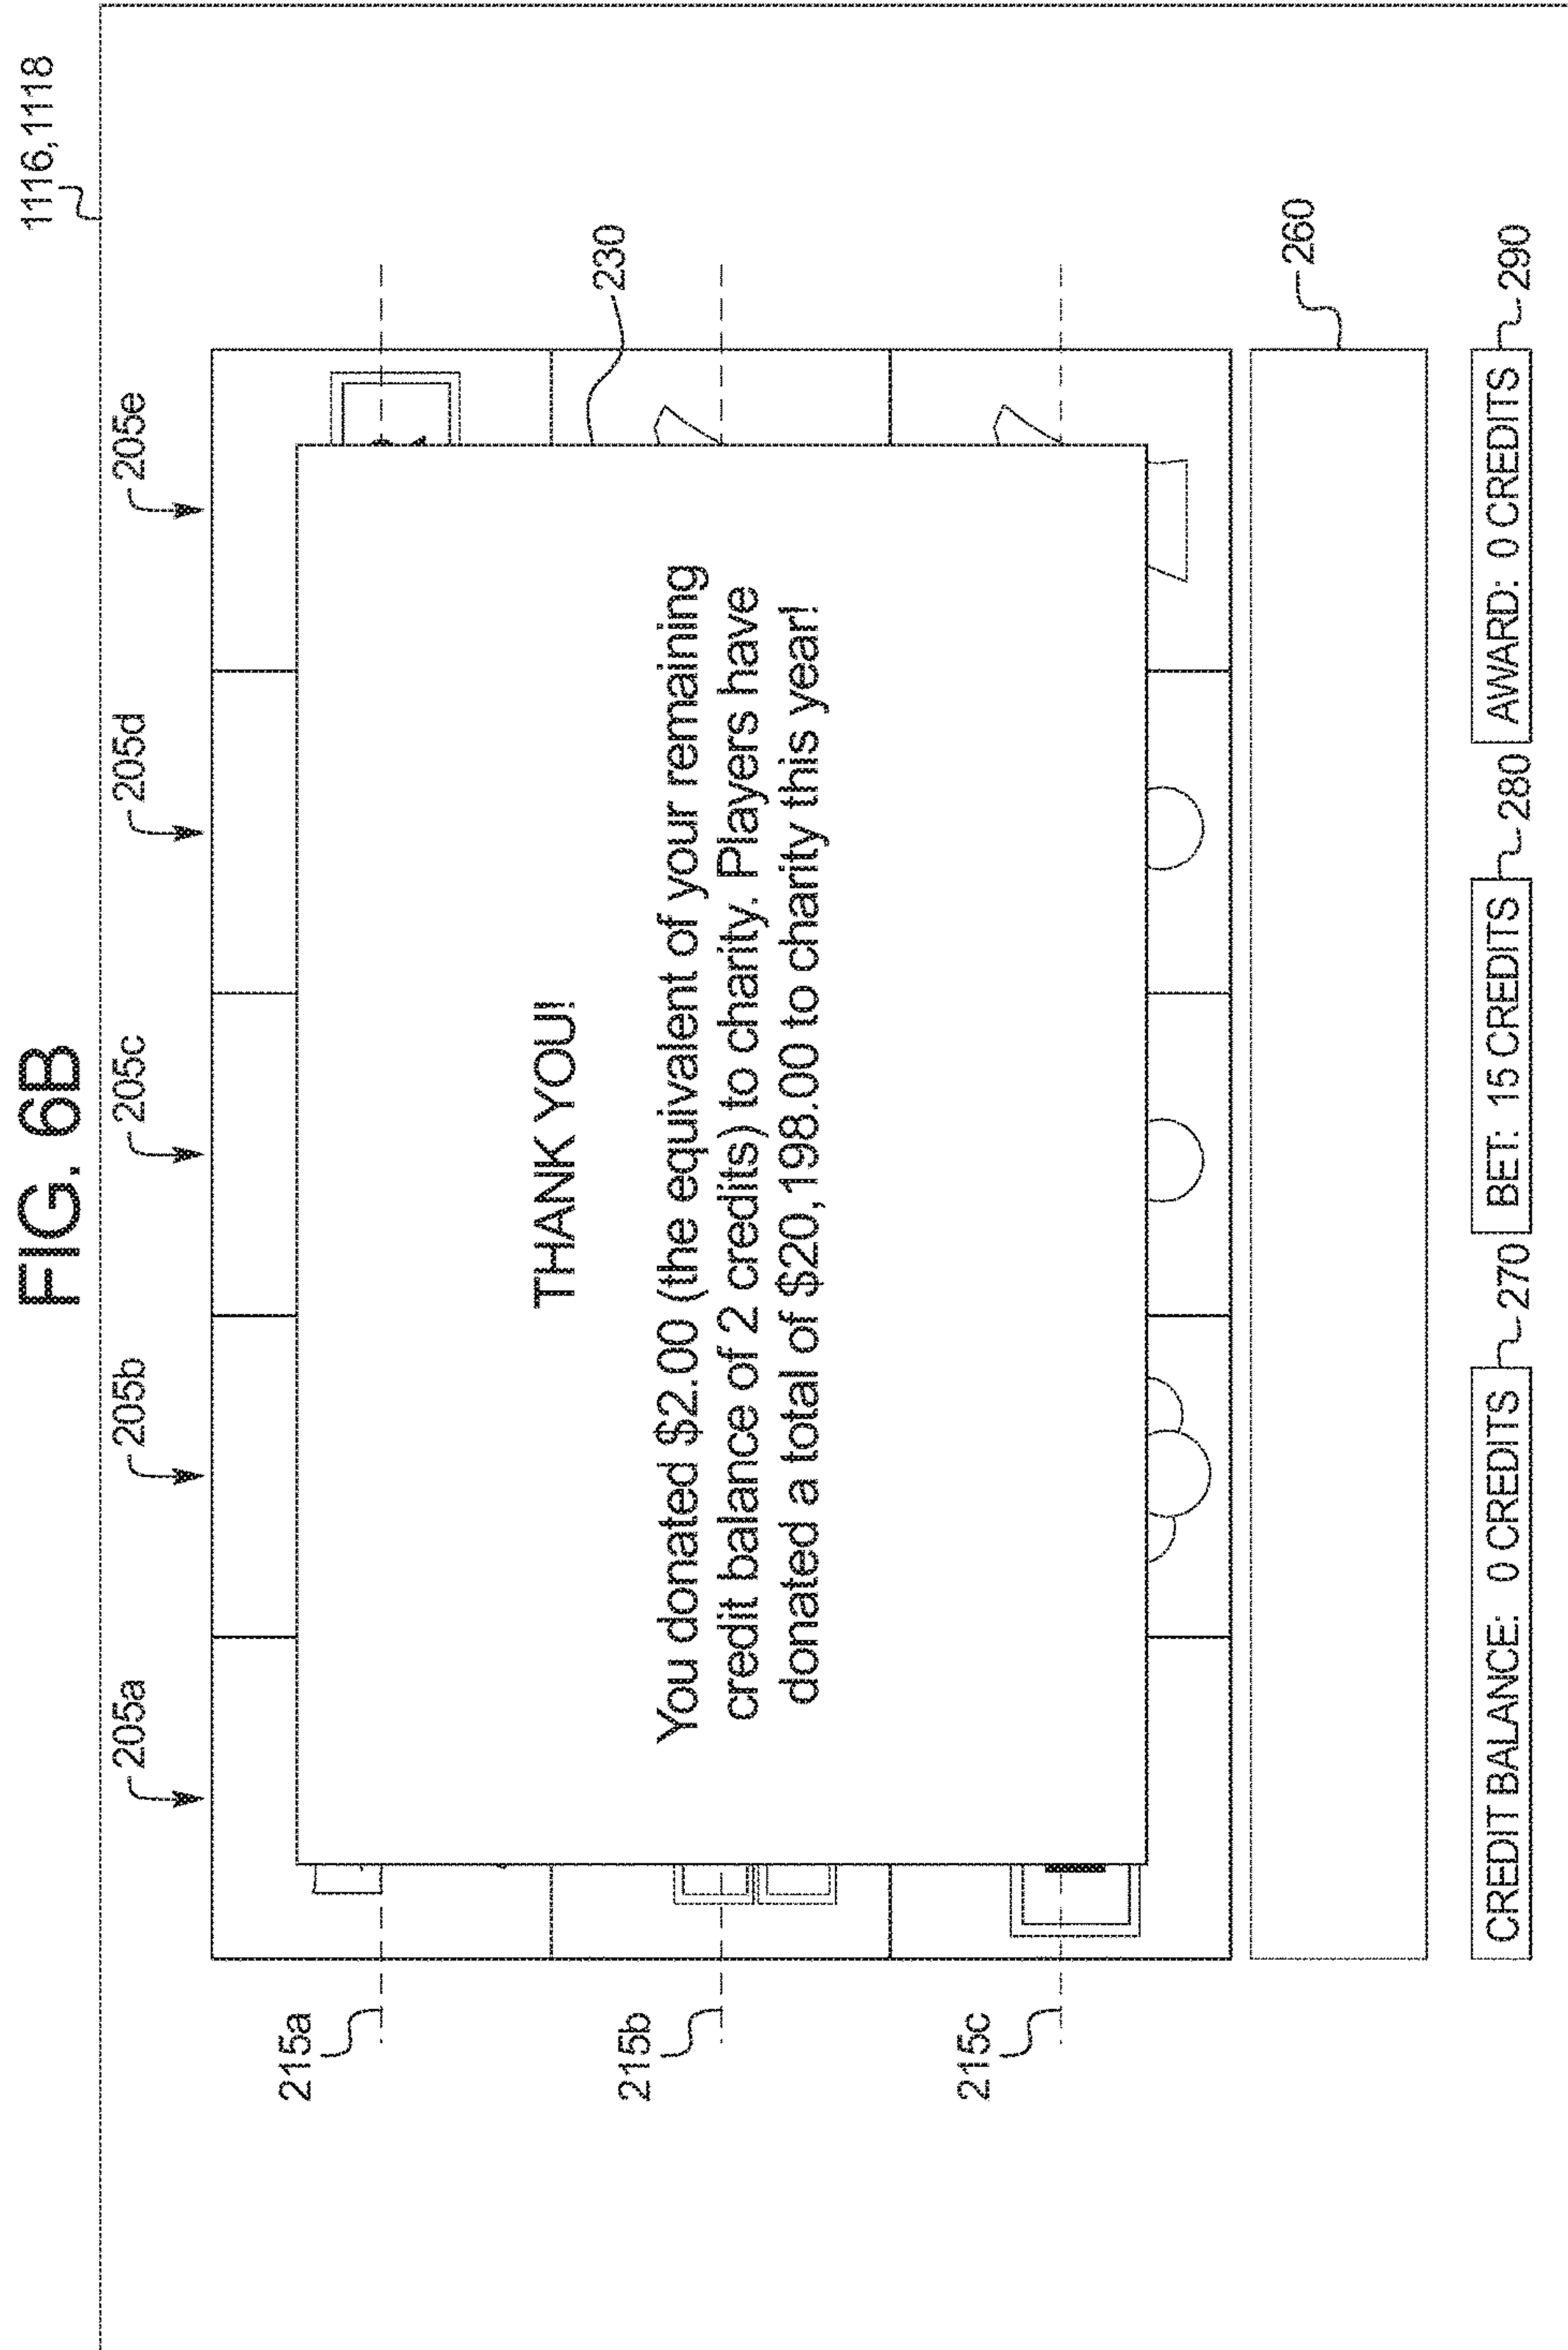 FIG. 6B
1116,1118
205a
205b
205c
205d
205e
215a
215b
215c
230
THANK YOU!
You donated $2.00 (the equivalent of your remaining
credit balance of 2 credits) to charity. Players have
donated a total of $20,198.00 to charity this year!
260
CREDIT BALANCE: 0 CREDITS
270
BET: 15 CREDITS
280
AWARD: 0 CREDITS
290